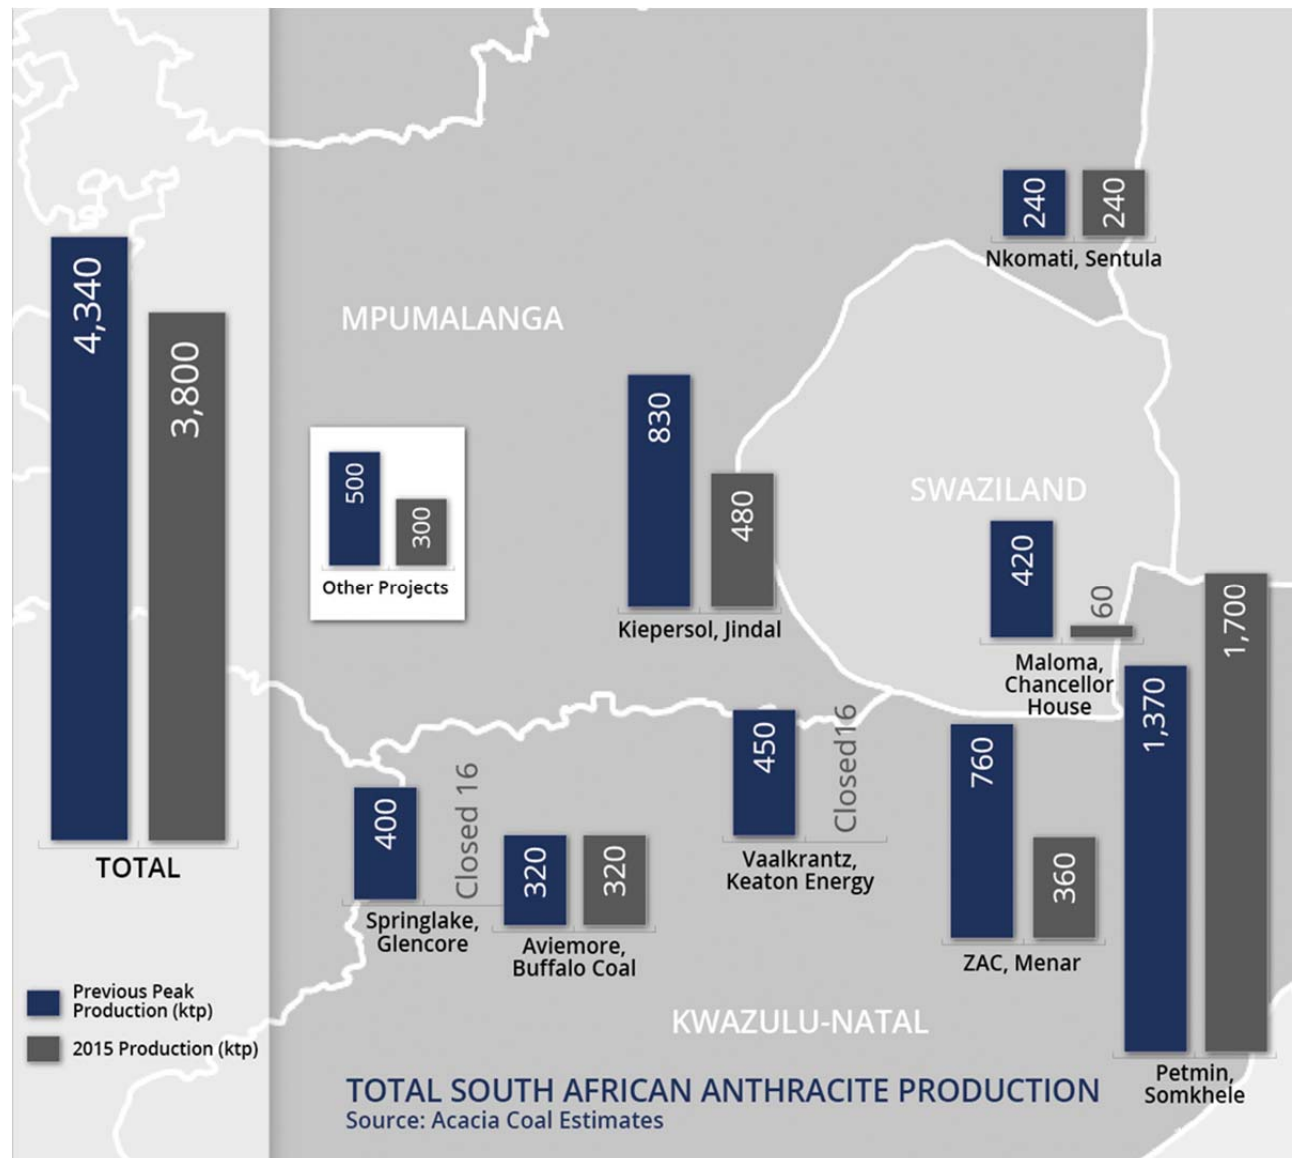 240
240
Nkomati, Sentula
4,340
3,800
TOTAL
MPUMALANGA
500
300
Other Projects
830
480
Kiepersol, Jindal
SWAZILAND
420
60
Maloma,
Chancellor
House
1,370
1,700
Petmin,
Somkhele
450
Closed16
Vaalkrantz,
Keaton Energy
760
360
ZAC, Menar
400
Closed 16
Springlake,
Glencore
320
320
Aviemore,
Buffalo Coal
Previous Peak
Production (ktp)
2015 Production (ktp)
KWAZULU-NATAL
TOTAL SOUTH AFRICAN ANTHRACITE PRODUCTION
Source: Acacia Coal Estimates